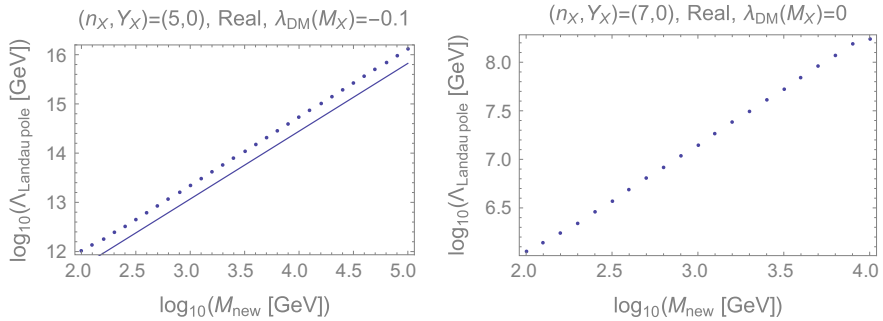 (n_X,Y_X)=(5,0), Real, λ_DM(M_X)=−0.1
log₁₀(Λ_Landau pole [GeV])
16
15
14
13
12
2.0 2.5 3.0 3.5 4.0 4.5 5.0
log₁₀(M_new [GeV])
(n_X,Y_X)=(7,0), Real, λ_DM(M_X)=0
log₁₀(Λ_Landau pole [GeV])
8.0
7.5
7.0
6.5
2.0 2.5 3.0 3.5 4.0
log₁₀(M_new [GeV])